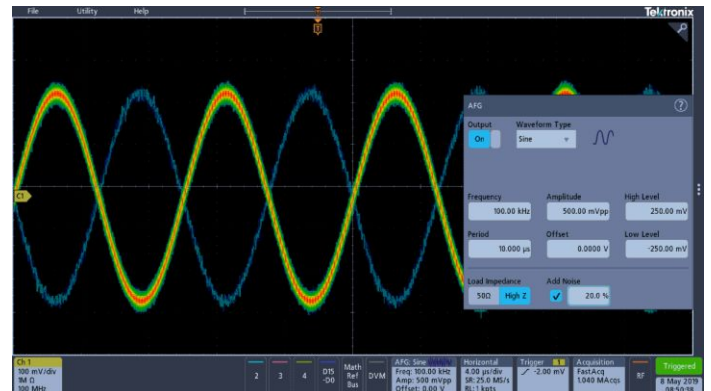 File Utility Help Tektronix
C1
AFG
Output Waveform Type
On Sine
Frequency Amplitude High Level
100.00 kHz 500.00 mVpp 250.00 mV
Period Offset Low Level
10.000 µs 0.0000 V -250.00 mV
Load Impedance Add Noise
50Ω High Z 20.0 %
Ch 1
100 mV/div
1M Ω
100 MHz
2 3 4 D15 -D0 Math Ref Bus DVM
AFG: Sine
Freq: 100.00 kHz
Amp: 500 mVpp
Offset: 0.00 V
Horizontal
4.00 µs/div
SR: 25.0 MS/s
RL: 1 kpts
Trigger 1
-2.00 mV
Acquisition
FastAcq
1.040 MAcqs
RF
Triggered
8 May 2019